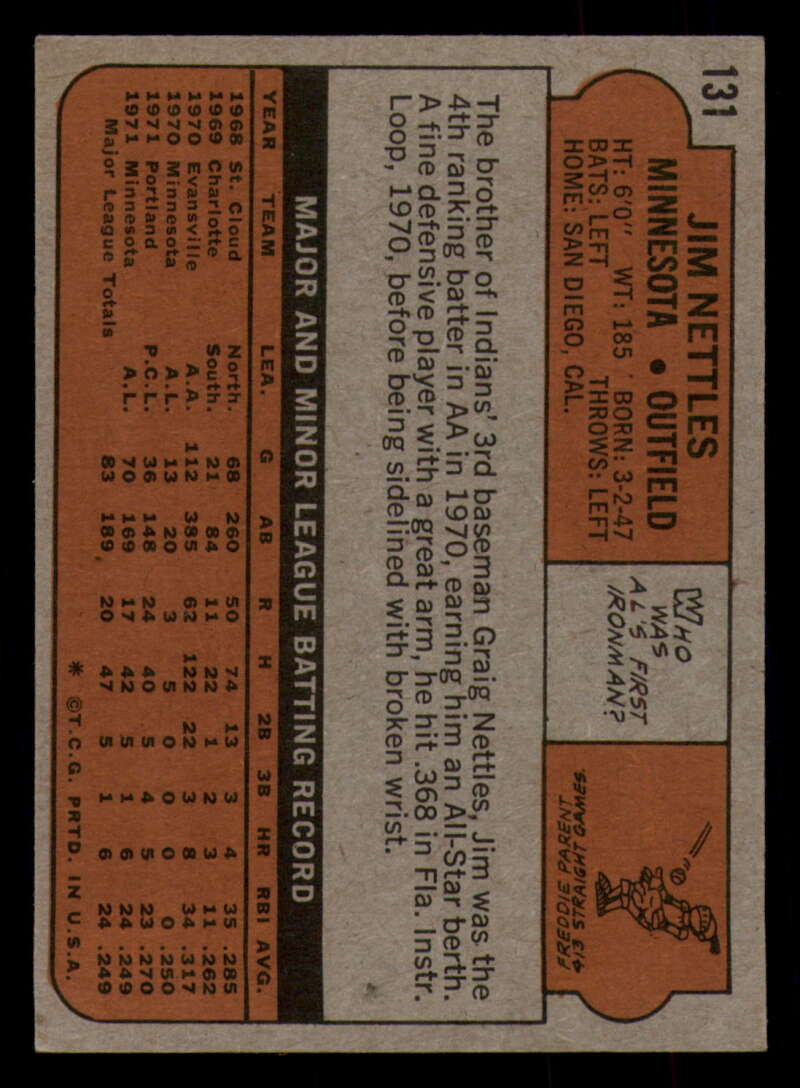 131
JIM NETTLES
MINNESOTA • OUTFIELD
HT: 6'0" WT: 185 BORN: 3-2-47
BATS: LEFT THROWS: LEFT
HOME: SAN DIEGO, CAL.
WHO
WAS
AL'S FIRST
IRONMAN?
FREDDIE PARENT
413 STRAIGHT GAMES.
The brother of Indians' 3rd baseman Graig Nettles, Jim was the
4th ranking batter in AA in 1970, earning him an All-Star berth.
A fine defensive player with a great arm, he hit .368 in Fla. Instr.
Loop, 1970, before being sidelined with broken wrist.
MAJOR AND MINOR LEAGUE BATTING RECORD
YEAR TEAM LEA. G AB R H 2B 3B HR RBI AVG.
1968 St. Cloud North. 68 260 50 74 13 3 4 35 .285
1969 Charlotte South. 21 84 11 22 1 2 3 11 .262
1970 Evansville A.A. 112 385 62 122 22 3 8 34 .317
1970 Minnesota A.L. 13 20 3 5 0 0 0 0 .250
1971 Portland P.C.L. 36 148 24 40 5 4 5 23 .270
1971 Minnesota A.L. 70 169 17 42 5 1 6 24 .249
Major League Totals 83 189 20 47 5 1 6 24 .249
* ©T.C.G. PRTD. IN U.S.A.